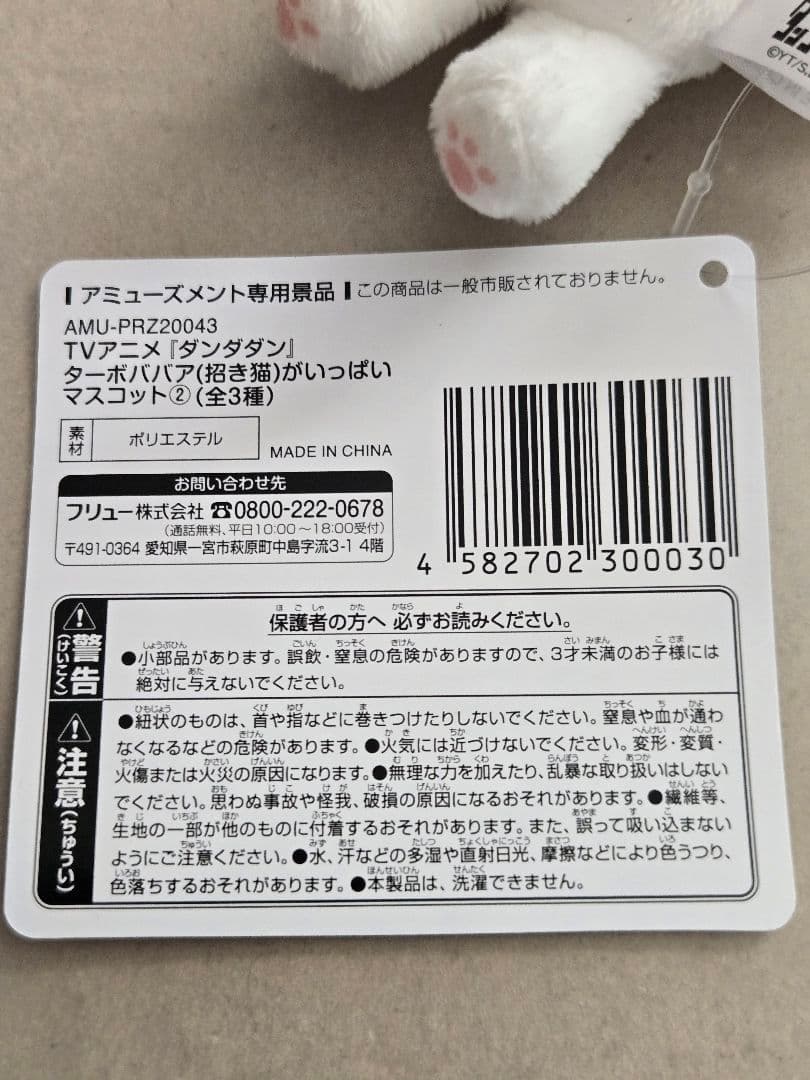 ©YT/S.
┃アミューズメント専用景品┃この商品は一般市販されておりません。
AMU-PRZ20043
TVアニメ『ダンダダン』
ターボババア(招き猫)がいっぱい
マスコット②(全3種)
素材 ポリエステル
MADE IN CHINA
お問い合わせ先
フリュー株式会社 ☎0800-222-0678
(通話無料、平日10:00〜18:00受付)
〒491-0364 愛知県一宮市萩原町中島字流3-1 4階
4 582702 300030
警告(けいこく)
保護者の方へ 必ずお読みください。
●小部品があります。誤飲・窒息の危険がありますので、3才未満のお子様には
絶対に与えないでください。
注意(ちゅうい)
●紐状のものは、首や指などに巻きつけたりしないでください。窒息や血が通わ
なくなるなどの危険があります。●火気には近づけないでください。変形・変質・
火傷または火災の原因になります。●無理な力を加えたり、乱暴な取り扱いはしない
でください。思わぬ事故や怪我、破損の原因になるおそれがあります。●繊維等、
生地の一部が他のものに付着するおそれがあります。また、誤って吸い込まない
ようにご注意ください。●水、汗などの多湿や直射日光、摩擦などにより色うつり、
色落ちするおそれがあります。●本製品は、洗濯できません。